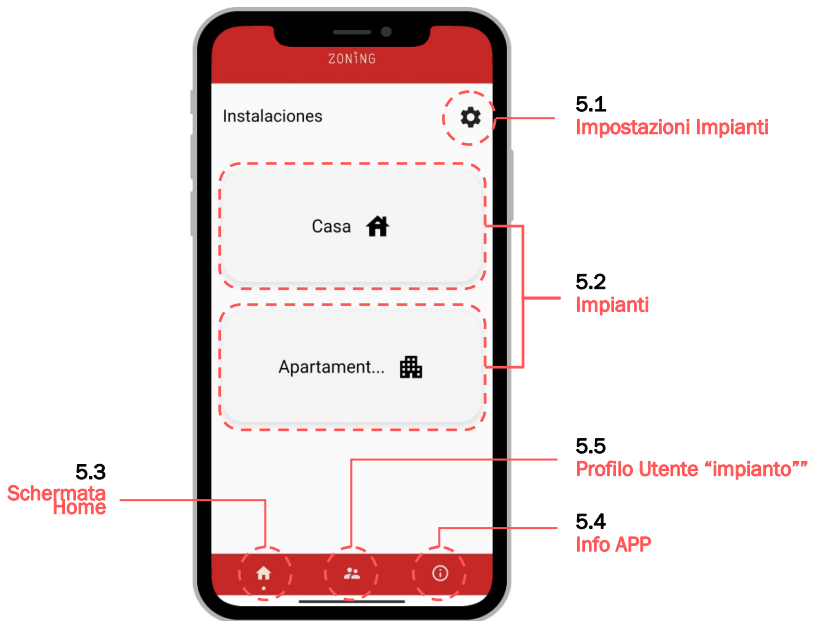 ZONiNG
Instalaciones
5.1
Impostazioni Impianti
Casa
5.2
Impianti
Apartament...
5.5
Profilo Utente “impianto””
5.3
Schermata
Home
5.4
Info APP